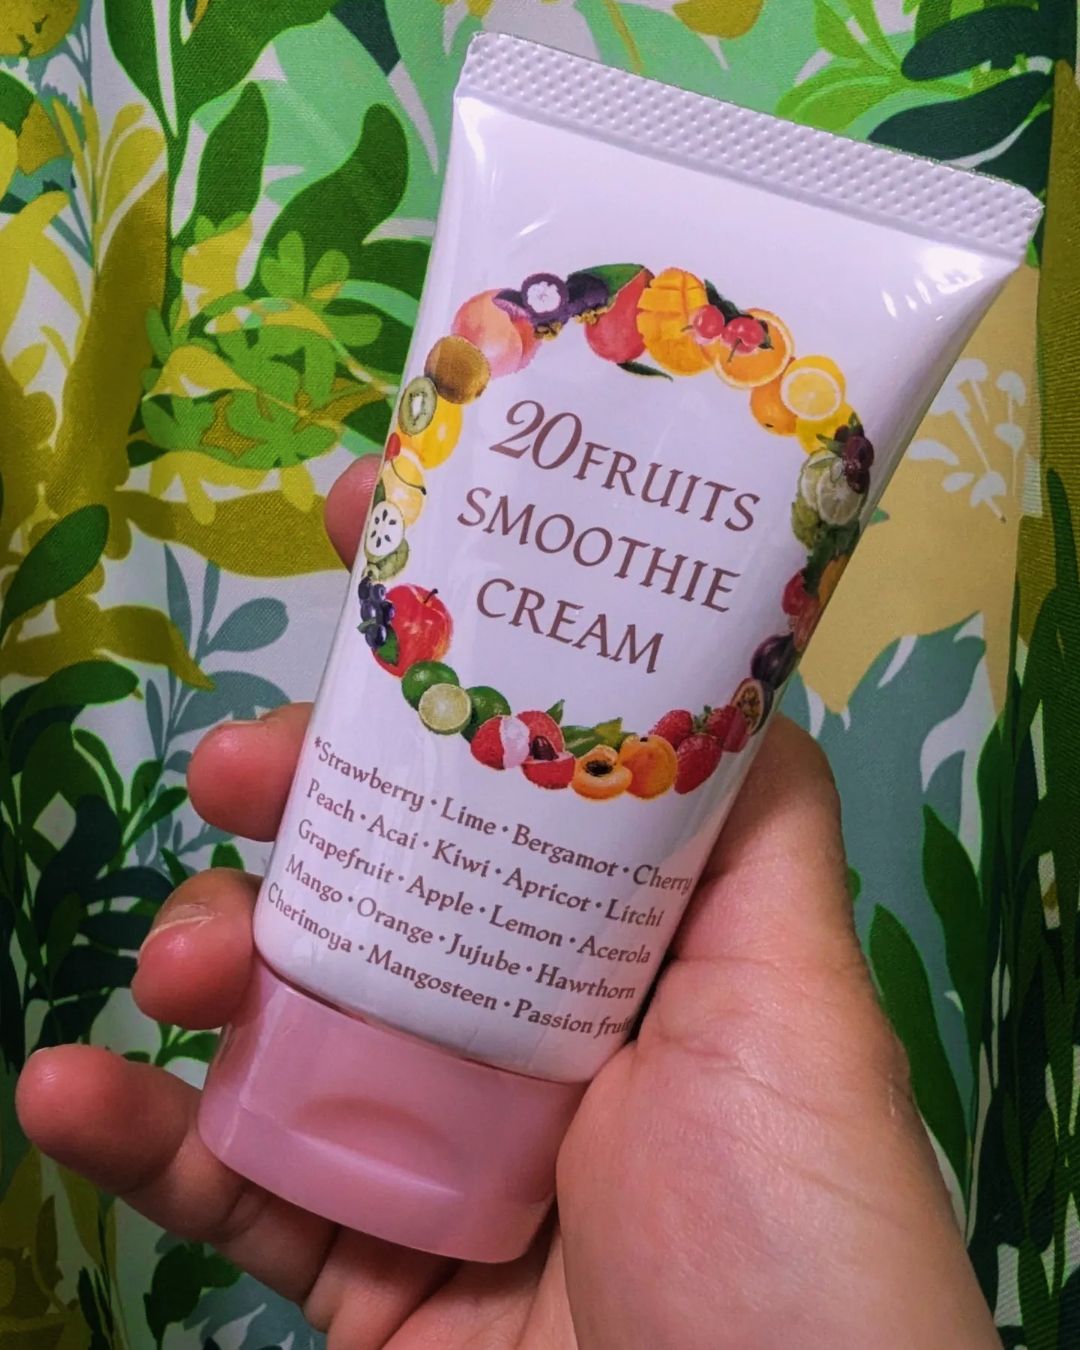 20FRUITS
SMOOTHIE
CREAM
*Strawberry・Lime・Bergamot・Cherry
Peach・Acai・Kiwi・Apricot・Litchi
Grapefruit・Apple・Lemon・Acerola
Mango・Orange・Jujube・Hawthorn
Cherimoya・Mangosteen・Passion fruit